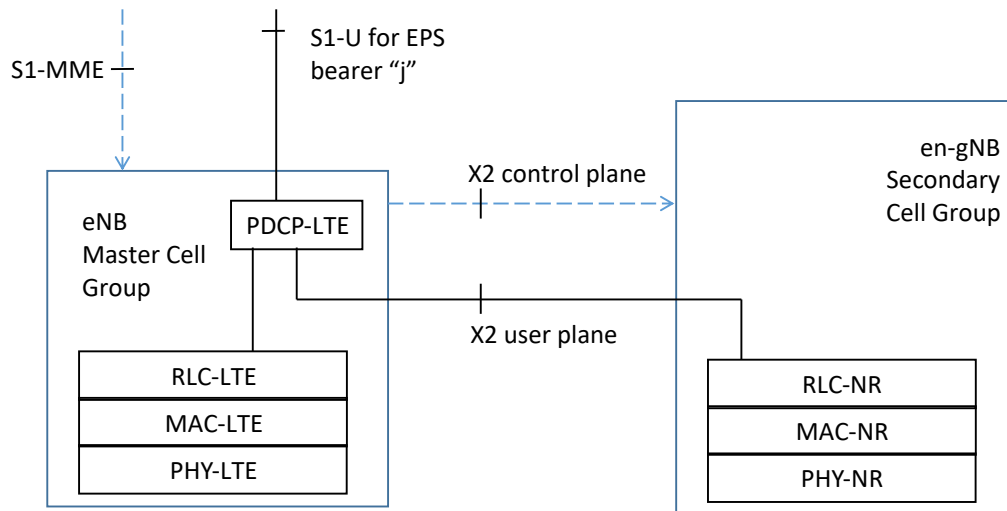 S1-MME
S1-U for EPS
bearer “j”
eNB
Master Cell
Group
PDCP-LTE
X2 control plane
en-gNB
Secondary
Cell Group
X2 user plane
RLC-LTE
MAC-LTE
PHY-LTE
RLC-NR
MAC-NR
PHY-NR